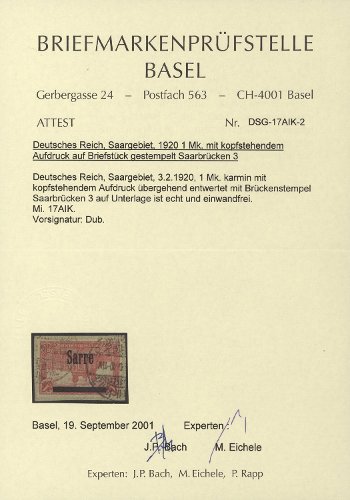 BRIEFMARKENPRÜFSTELLE
BASEL
Gerbergasse 24 – Postfach 563 – CH-4001 Basel
ATTEST Nr. DSG-17AIK-2
Deutsches Reich, Saargebiet, 1920 1 Mk. mit kopfstehendem
Aufdruck auf Briefstück gestempelt Saarbrücken 3
Deutsches Reich, Saargebiet, 3.2.1920, 1 Mk. karmin mit
kopfstehendem Aufdruck übergehend entwertet mit Brückenstempel
Saarbrücken 3 auf Unterlage ist echt und einwandfrei.
Mi. 17AIK.
Vorsignatur: Dub.
Sarre
Basel, 19. September 2001 Experten:
J.P. Bach M. Eichele
Experten: J.P. Bach, M. Eichele, P. Rapp